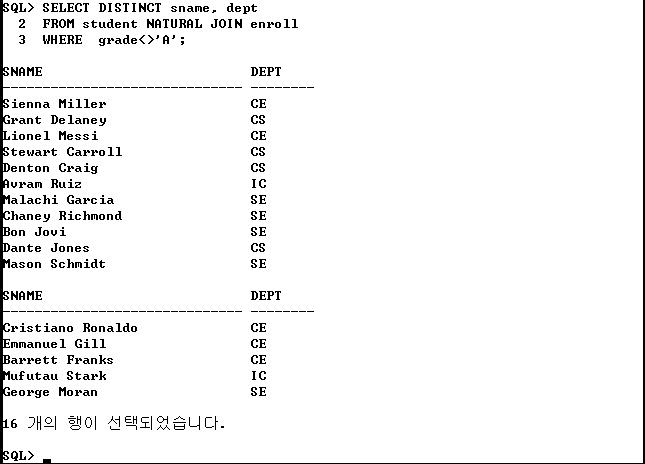 SQL> SELECT DISTINCT sname, dept
2 FROM student NATURAL JOIN enroll
3 WHERE grade<>'A';
SNAME DEPT
------------------------------ --------
Sienna Miller CE
Grant Delaney CS
Lionel Messi CE
Stewart Carroll CS
Denton Craig CS
Avram Ruiz IC
Malachi Garcia SE
Chaney Richmond SE
Bon Jovi SE
Dante Jones CS
Mason Schmidt SE
SNAME DEPT
------------------------------ --------
Cristiano Ronaldo CE
Emmanuel Gill CE
Barrett Franks CE
Mufutau Stark IC
George Moran SE
16 개의 행이 선택되었습니다.
SQL> _